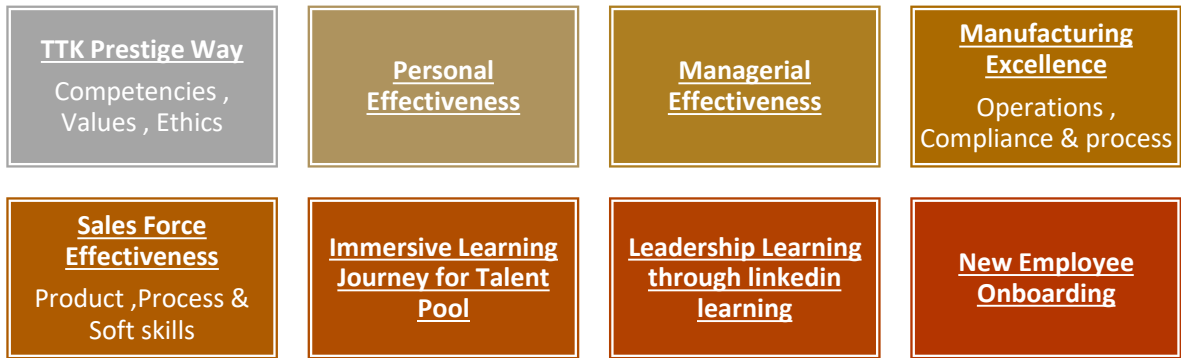 TTK Prestige Way
Competencies ,
Values , Ethics
Personal
Effectiveness
Managerial
Effectiveness
Manufacturing
Excellence
Operations ,
Compliance & process
Sales Force
Effectiveness
Product ,Process &
Soft skills
Immersive Learning
Journey for Talent
Pool
Leadership Learning
through linkedin
learning
New Employee
Onboarding